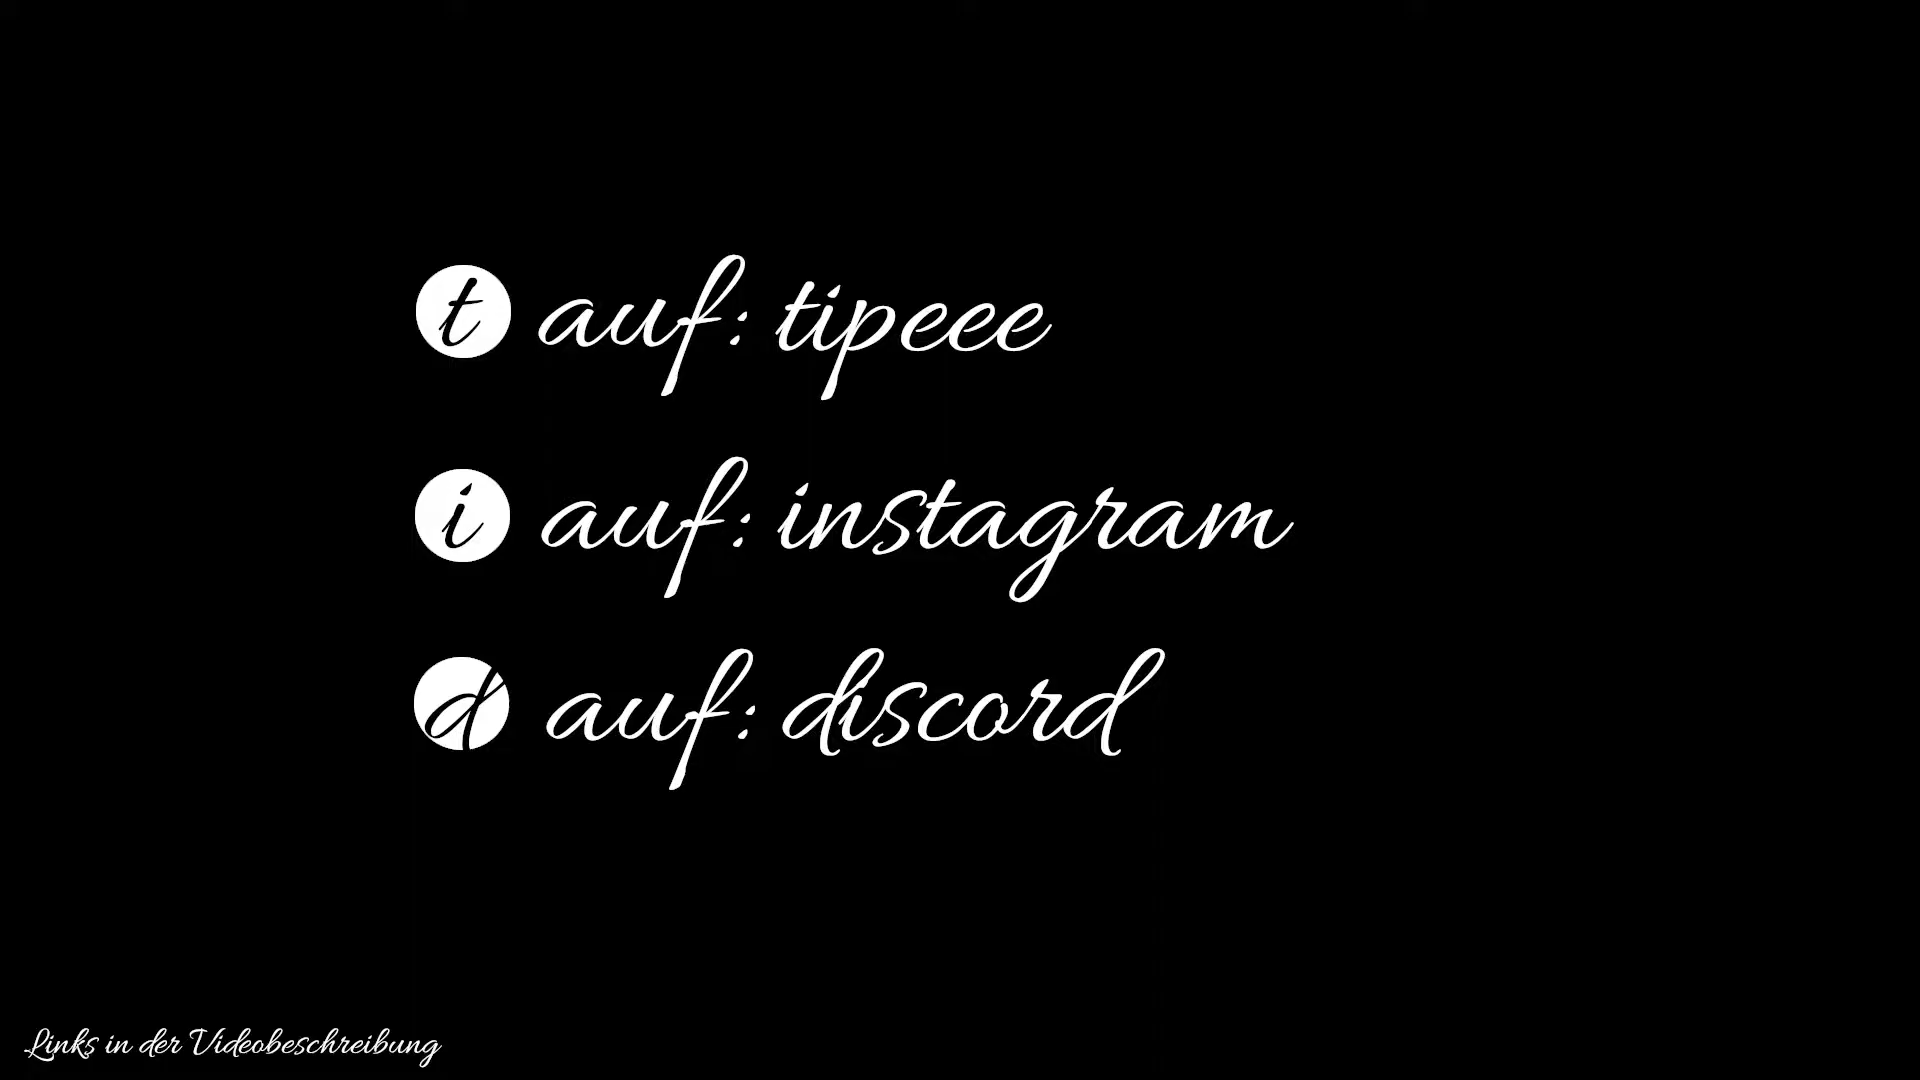 t auf: tipeee
i auf: instagram
d auf: discord
Links in der Videobeschreibung